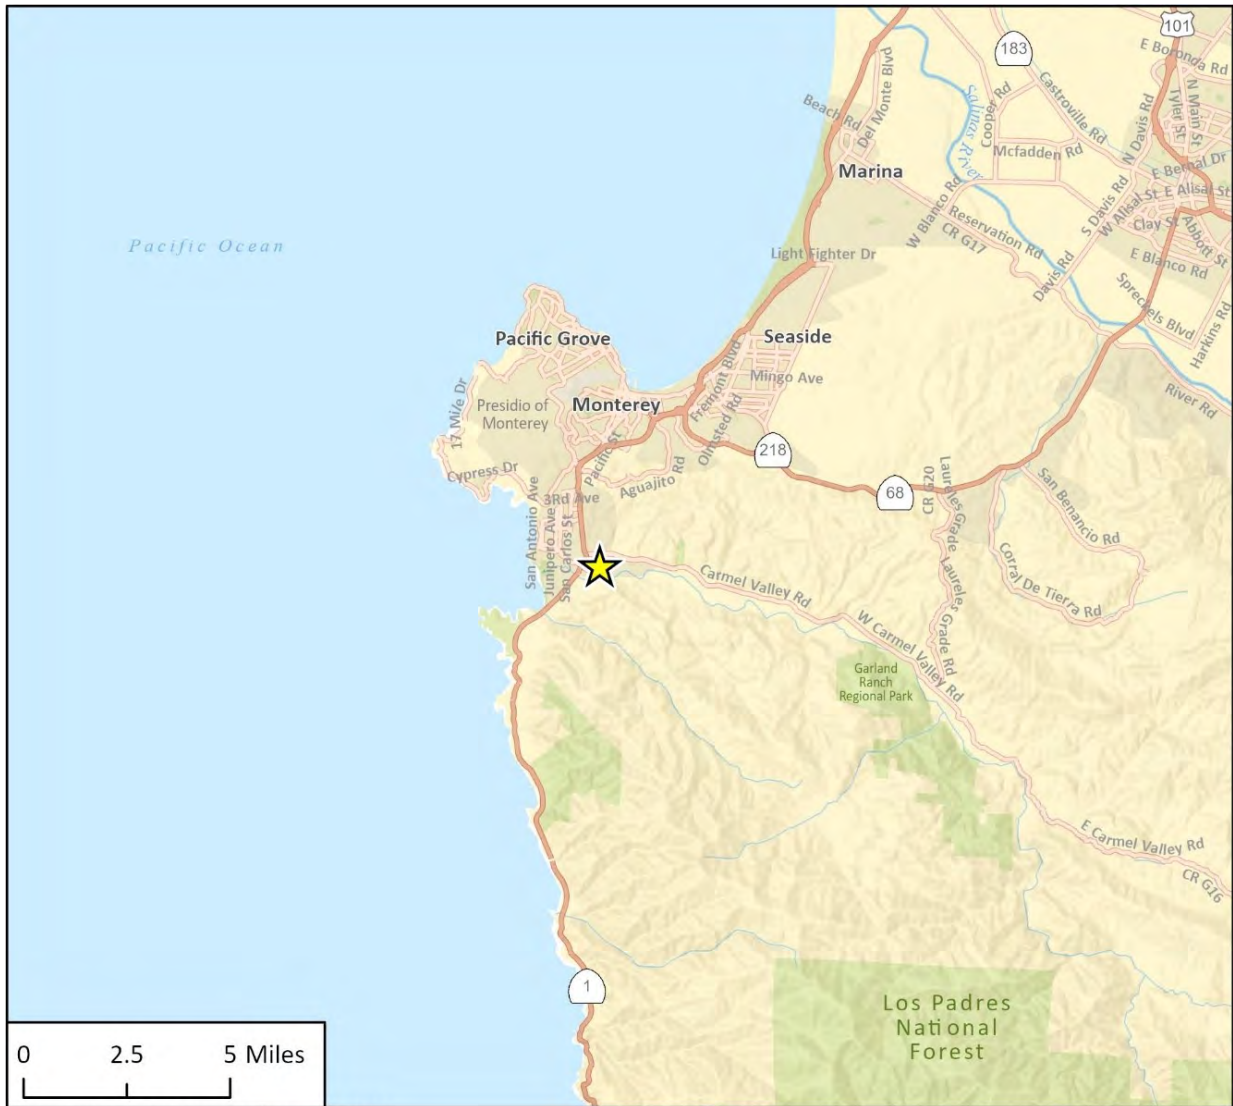 101
E Boronda Rd
183
Salinas River
Cooper Rd
Castroville Rd
N Davis Rd
Tyler St
N Main St
Del Monte Blvd
Beach Rd
Mcfadden Rd
E Bernal Dr
Marina
W Blanco Rd
Reservation Rd
CR G17
S Davis Rd
W Alisal St
E Alisal St
Clay St
Abbott St
Pacific Ocean
Light Fighter Dr
Davis Rd
E Blanco Rd
Spreckels Blvd
Harkins Rd
Pacific Grove
Seaside
Fremont Blvd
Mingo Ave
17 Mile Dr
Presidio of
Monterey
Monterey
Olmsted Rd
River Rd
Pacific St
218
Cypress Dr
Aguajito Rd
68
CR G20
Laureles Grade
San Benancio Rd
3Rd Ave
San Antonio Ave
Junipero Ave
San Carlos St
Carmel Valley Rd
Corral De Tierra Rd
Laureles Grade Rd
W Carmel Valley Rd
Garland
Ranch
Regional Park
E Carmel Valley Rd
CR G16
1
Los Padres
National
Forest
0 2.5 5 Miles